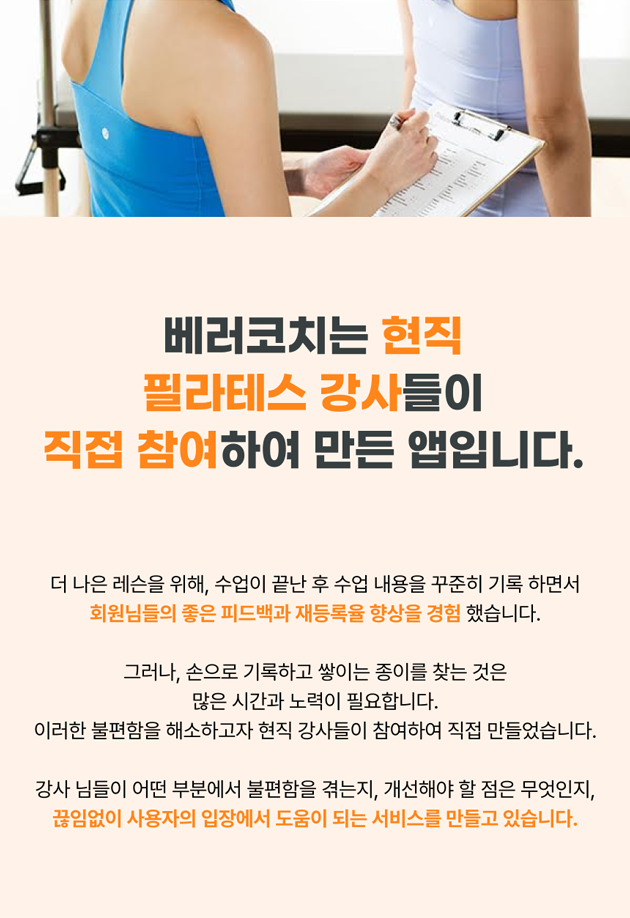 베러코치는 현직
필라테스 강사들이
직접 참여하여 만든 앱입니다.
더 나은 레슨을 위해, 수업이 끝난 후 수업 내용을 꾸준히 기록 하면서
회원님들의 좋은 피드백과 재등록율 향상을 경험 했습니다.
그러나, 손으로 기록하고 쌓이는 종이를 찾는 것은
많은 시간과 노력이 필요합니다.
이러한 불편함을 해소하고자 현직 강사들이 참여하여 직접 만들었습니다.
강사 님들이 어떤 부분에서 불편함을 겪는지, 개선해야 할 점은 무엇인지,
끊임없이 사용자의 입장에서 도움이 되는 서비스를 만들고 있습니다.